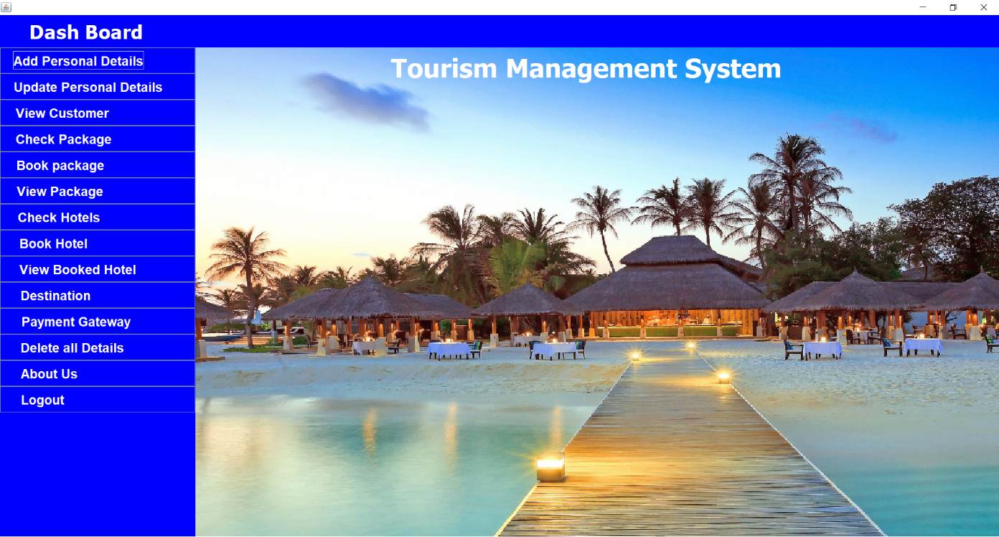 Dash Board
Tourism Management System
Add Personal Details
Update Personal Details
View Customer
Check Package
Book package
View Package
Check Hotels
Book Hotel
View Booked Hotel
Destination
Payment Gateway
Delete all Details
About Us
Logout